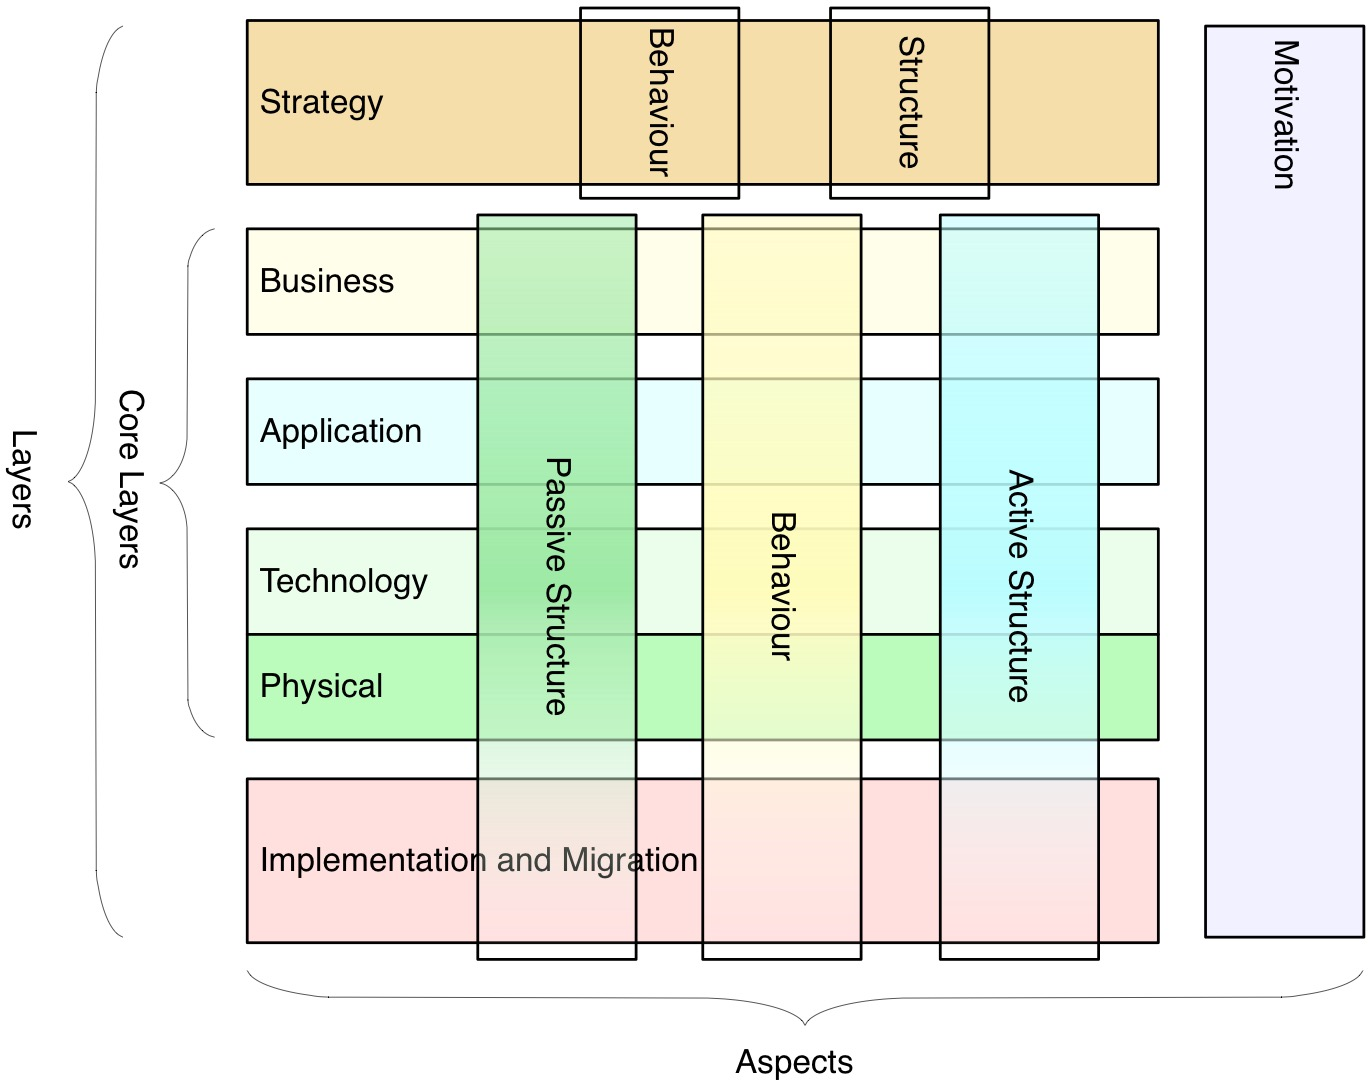 Behaviour
Structure
Motivation
Strategy
Business
Application
Technology
Physical
Implementation and Migration
Passive Structure
Behaviour
Active Structure
Core Layers
Layers
Aspects